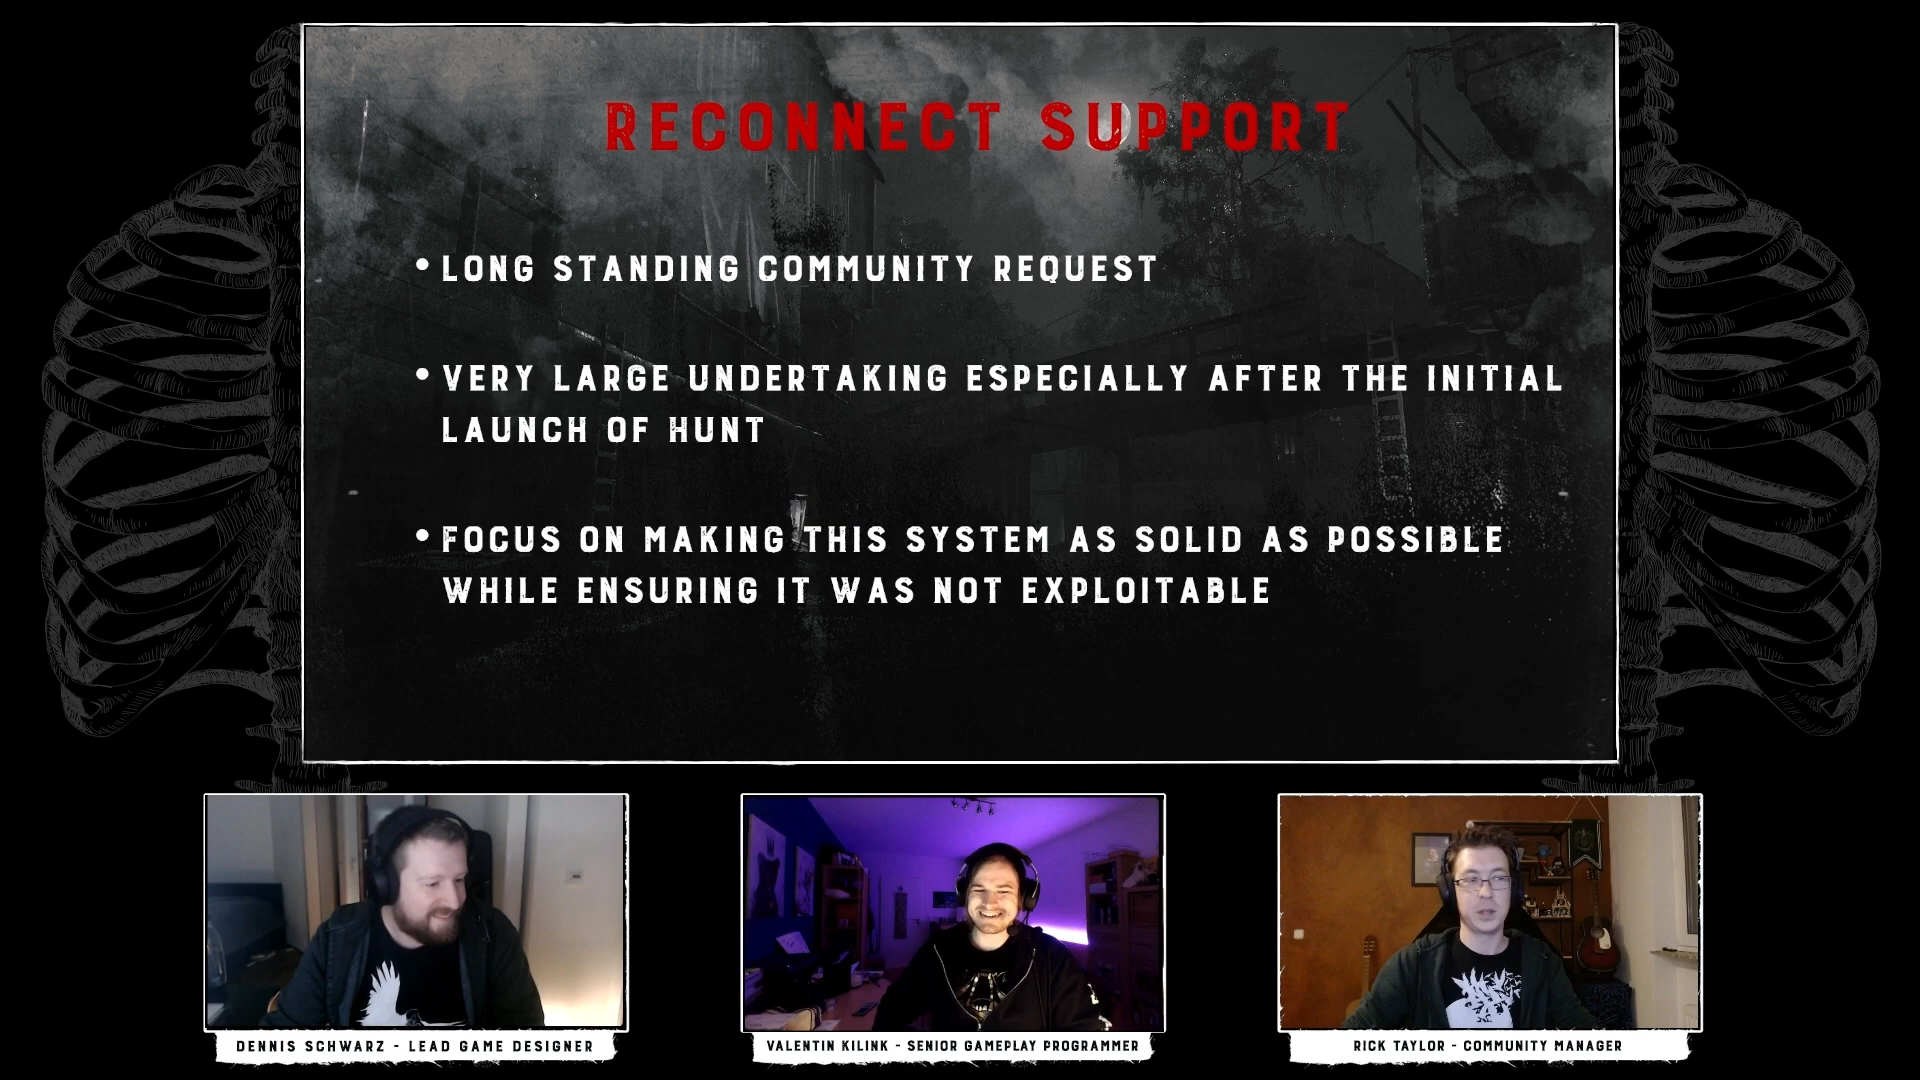 RECONNECT SUPPORT
• LONG STANDING COMMUNITY REQUEST
• VERY LARGE UNDERTAKING ESPECIALLY AFTER THE INITIAL
LAUNCH OF HUNT
• FOCUS ON MAKING THIS SYSTEM AS SOLID AS POSSIBLE
WHILE ENSURING IT WAS NOT EXPLOITABLE
DENNIS SCHWARZ - LEAD GAME DESIGNER
VALENTIN KILINK - SENIOR GAMEPLAY PROGRAMMER
RICK TAYLOR - COMMUNITY MANAGER